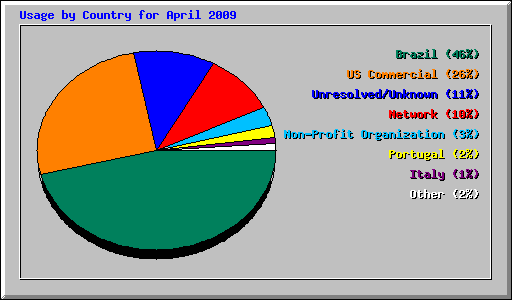 Usage by Country for April 2009
Brazil (46%)
US Commercial (26%)
Unresolved/Unknown (11%)
Network (10%)
Non-Profit Organization (3%)
Portugal (2%)
Italy (1%)
Other (2%)